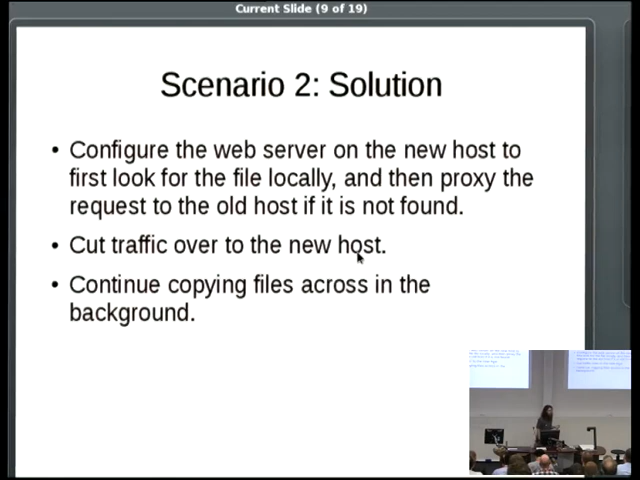 Current Slide (9 of 19)
Scenario 2: Solution
• Configure the web server on the new host to
first look for the file locally, and then proxy the
request to the old host if it is not found.
• Cut traffic over to the new host.
• Continue copying files across in the
background.